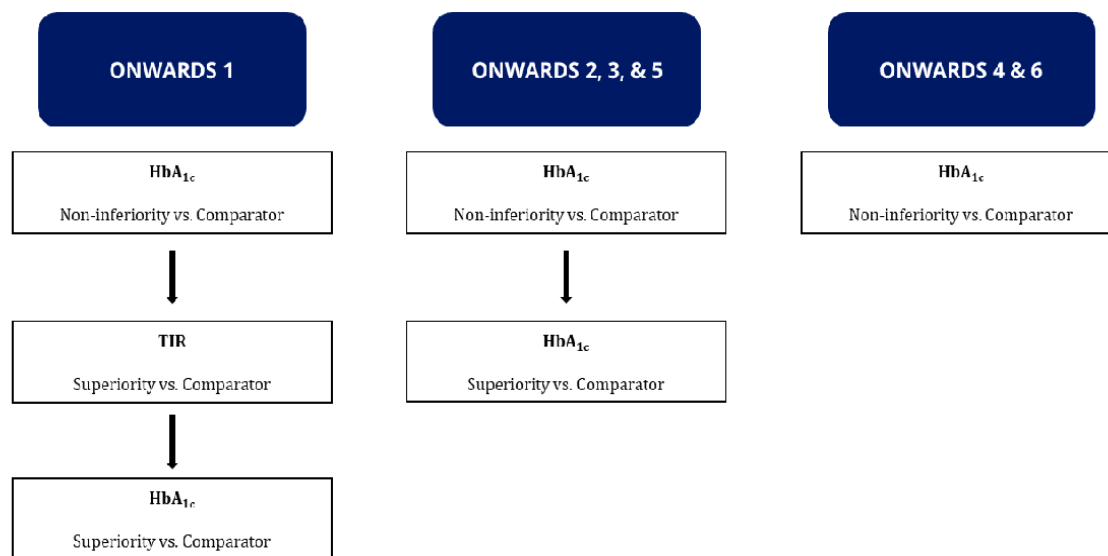 ONWARDS 1
HbA1c
Non-inferiority vs. Comparator
TIR
Superiority vs. Comparator
HbA1c
Superiority vs. Comparator
ONWARDS 2, 3, & 5
HbA1c
Non-inferiority vs. Comparator
HbA1c
Superiority vs. Comparator
ONWARDS 4 & 6
HbA1c
Non-inferiority vs. Comparator